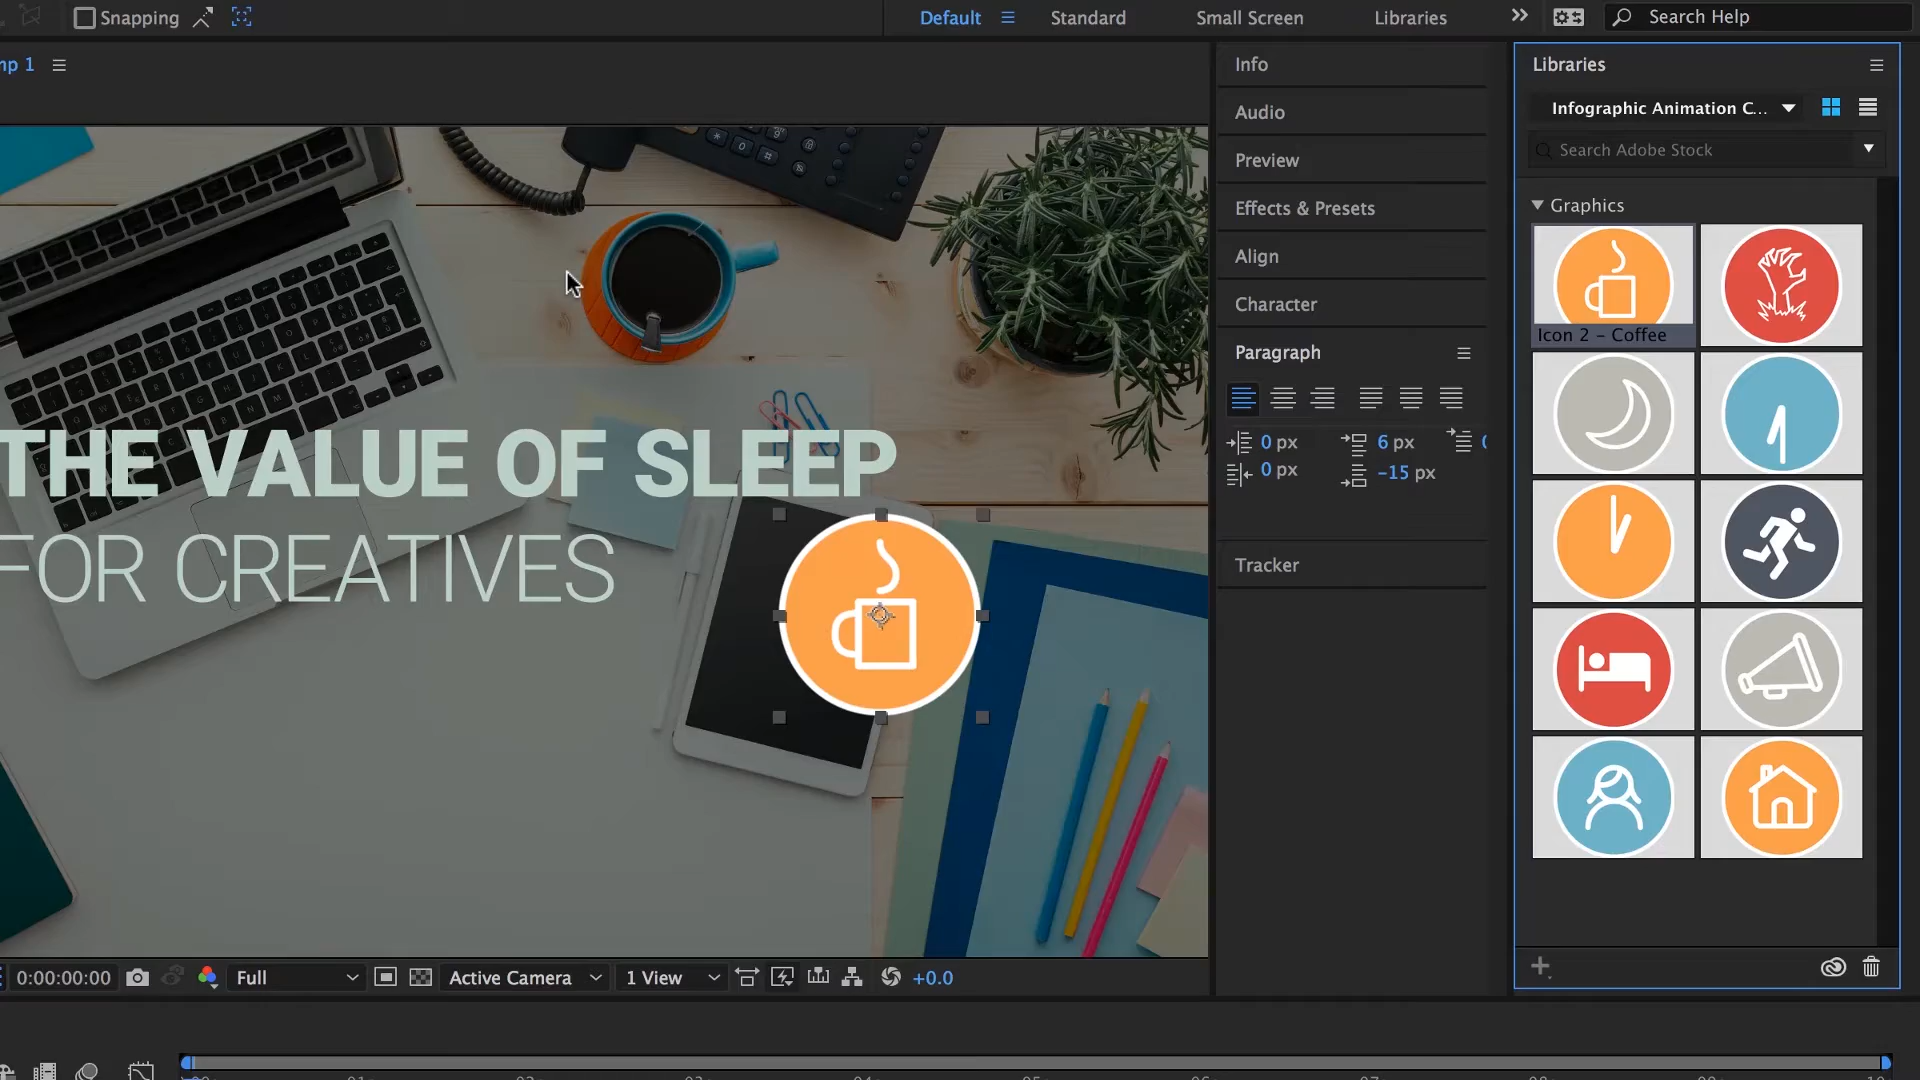 Snapping
Default
Standard
Small Screen
Libraries
Search Help
mp 1
Info
Audio
Preview
Effects & Presets
Align
Character
Paragraph
0 px
6 px
0 px
-15 px
Tracker
Libraries
Infographic Animation C...
Search Adobe Stock
Graphics
Icon 2 - Coffee
THE VALUE OF SLEEP
FOR CREATIVES
0:00:00:00
Full
Active Camera
1 View
+0.0